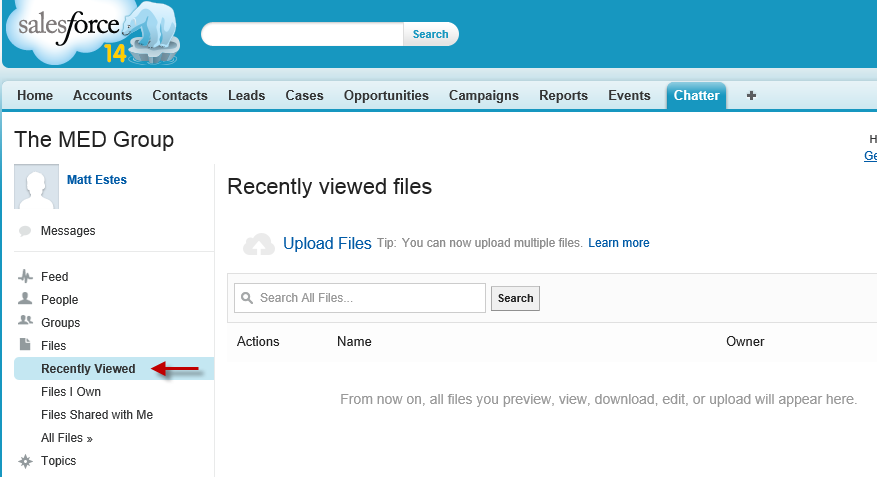 salesforce
14
Search
Home Accounts Contacts Leads Cases Opportunities Campaigns Reports Events Chatter
The MED Group
Matt Estes
Messages
Feed
People
Groups
Files
Recently Viewed
Files I Own
Files Shared with Me
All Files »
Topics
H
Ge
Recently viewed files
Upload Files Tip: You can now upload multiple files. Learn more
Search All Files... Search
Actions Name Owner
From now on, all files you preview, view, download, edit, or upload will appear here.